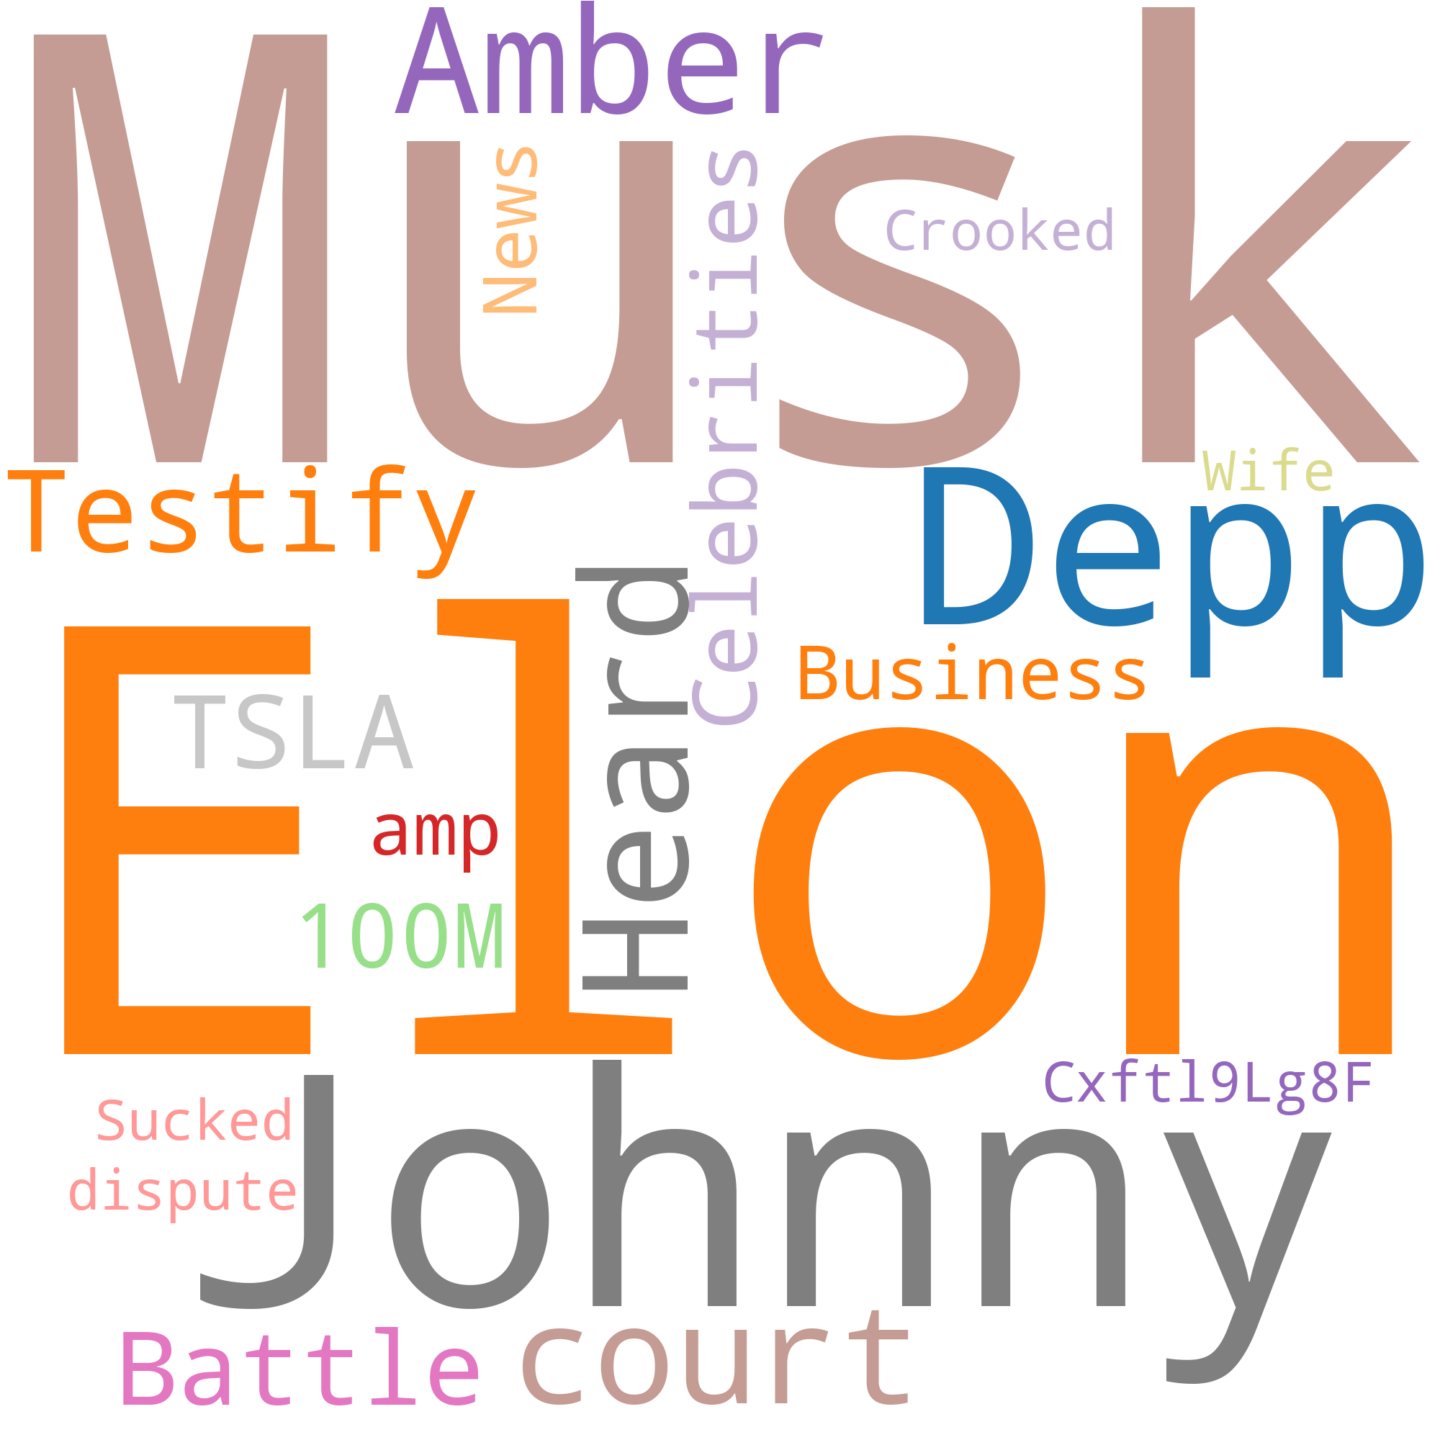 Amber
Musk
News
Celebrities
Crooked
Testify
Depp
Wife
Elon
Heard
Business
TSLA
amp
100M
Johnny
Cxftl9Lg8F
Sucked
dispute
Battle
court